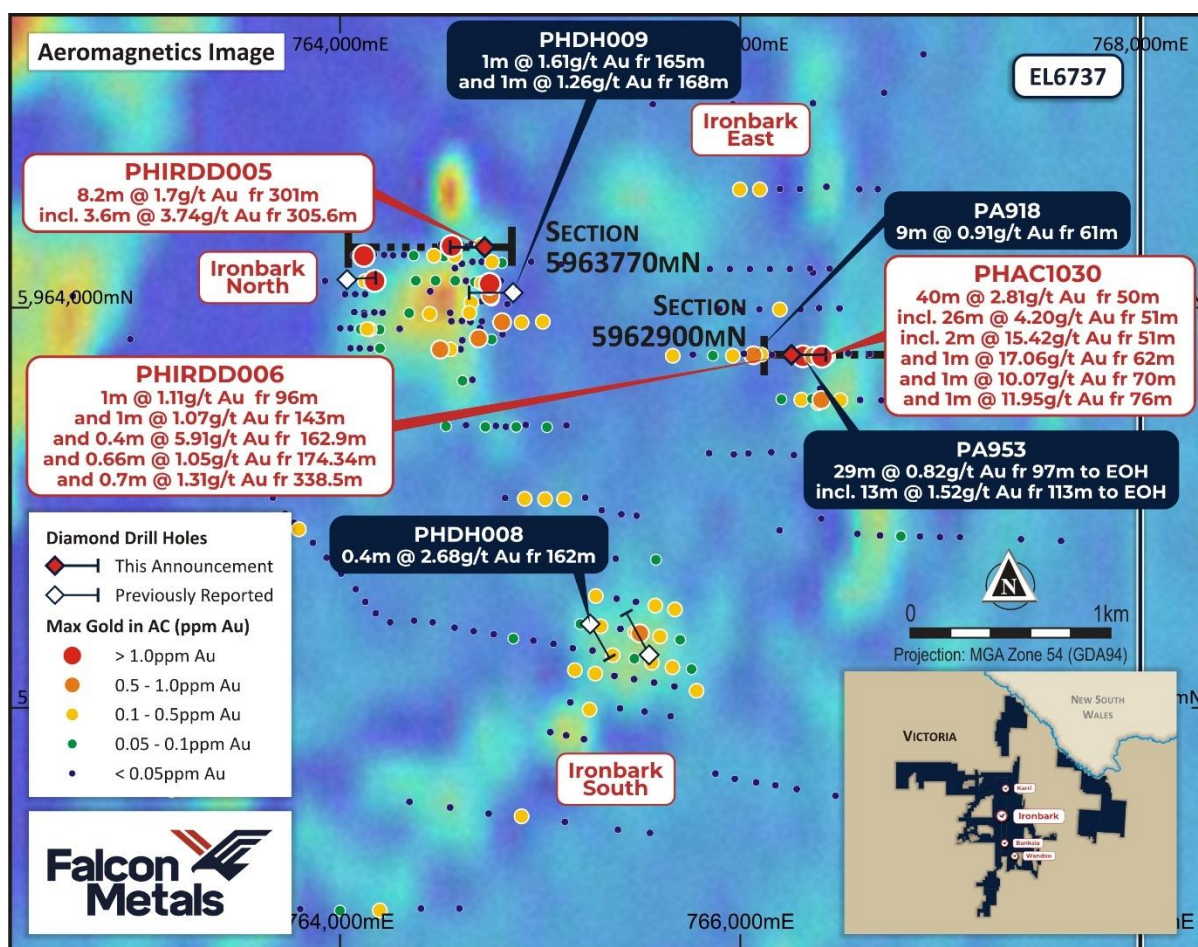 Aeromagnetics Image
764,000mE
768,000mE
EL6737
PHDH009
1m @ 1.61g/t Au fr 165m
and 1m @ 1.26g/t Au fr 168m
Ironbark
East
PHIRDD005
8.2m @ 1.7g/t Au fr 301m
incl. 3.6m @ 3.74g/t Au fr 305.6m
PA918
9m @ 0.91g/t Au fr 61m
SECTION
5963770MN
Ironbark
North
5,964,000mN
SECTION
5962900MN
PHAC1030
40m @ 2.81g/t Au fr 50m
incl. 26m @ 4.20g/t Au fr 51m
incl. 2m @ 15.42g/t Au fr 51m
and 1m @ 17.06g/t Au fr 62m
and 1m @ 10.07g/t Au fr 70m
and 1m @ 11.95g/t Au fr 76m
PHIRDD006
1m @ 1.11g/t Au fr 96m
and 1m @ 1.07g/t Au fr 143m
and 0.4m @ 5.91g/t Au fr 162.9m
and 0.66m @ 1.05g/t Au fr 174.34m
and 0.7m @ 1.31g/t Au fr 338.5m
PA953
29m @ 0.82g/t Au fr 97m to EOH
incl. 13m @ 1.52g/t Au fr 113m to EOH
PHDH008
0.4m @ 2.68g/t Au fr 162m
Diamond Drill Holes
This Announcement
Previously Reported
Max Gold in AC (ppm Au)
> 1.0ppm Au
0.5 - 1.0ppm Au
0.1 - 0.5ppm Au
0.05 - 0.1ppm Au
< 0.05ppm Au
N
0 1km
Projection: MGA Zone 54 (GDA94)
Ironbark
South
NEW SOUTH
WALES
VICTORIA
Karri
Ironbark
Banksia
Wandoo
Falcon
Metals
764,000mE
766,000mE